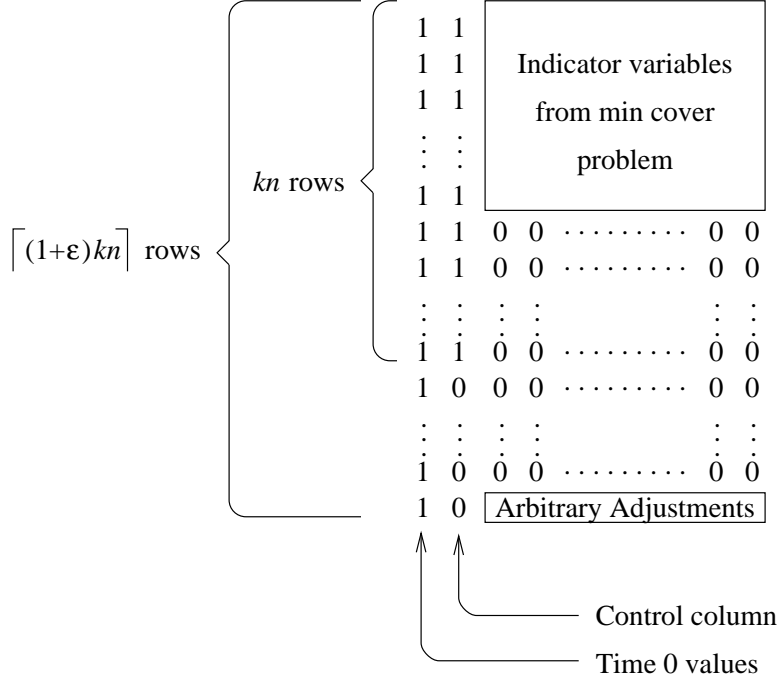 1 1
1 1 Indicator variables
1 1 from min cover
⋮ ⋮ problem
kn rows
1 1
1 1 0 0 ········· 0 0
⌈(1+ε)kn⌉ rows
1 1 0 0 ········· 0 0
⋮ ⋮ ⋮ ⋮ ⋮ ⋮
1 1 0 0 ········· 0 0
1 0 0 0 ········· 0 0
⋮ ⋮ ⋮ ⋮ ⋮ ⋮
1 0 0 0 ········· 0 0
1 0 Arbitrary Adjustments
Control column
Time 0 values